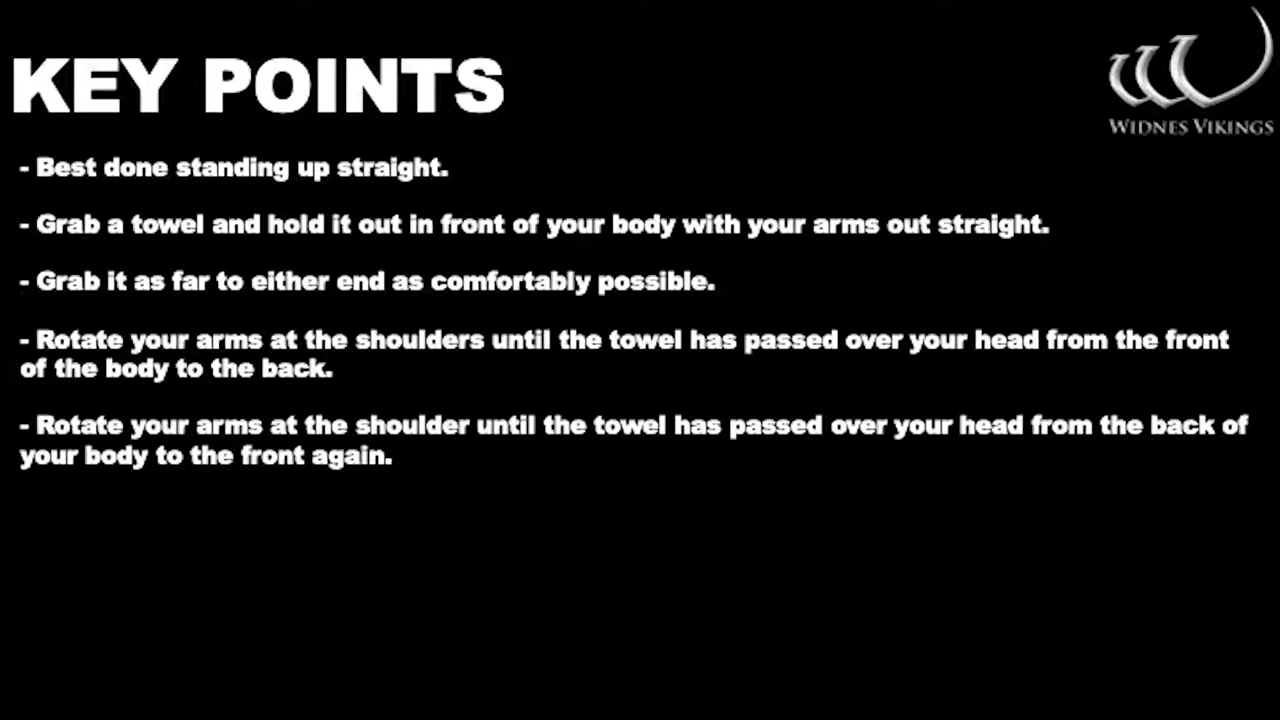 KEY POINTS
WIDNES VIKINGS
- Best done standing up straight.
- Grab a towel and hold it out in front of your body with your arms out straight.
- Grab it as far to either end as comfortably possible.
- Rotate your arms at the shoulders until the towel has passed over your head from the front
of the body to the back.
- Rotate your arms at the shoulder until the towel has passed over your head from the back of
your body to the front again.